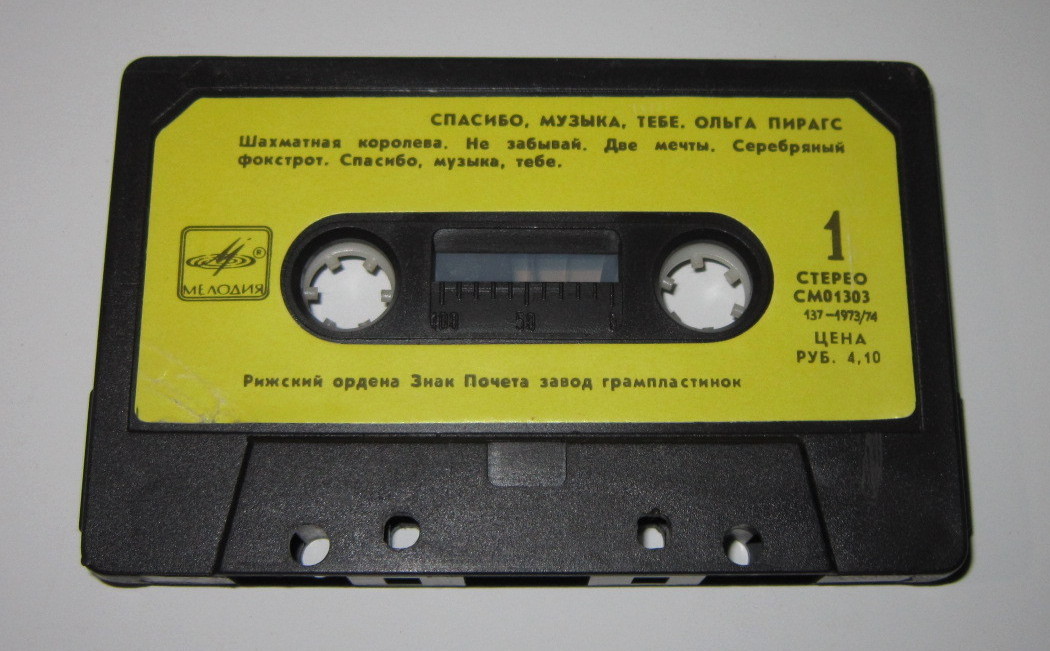 СПАСИБО, МУЗЫКА, ТЕБЕ. ОЛЬГА ПИРАГС
Шахматная королева. Не забывай. Две мечты. Серебряный
фокстрот. Спасибо, музыка, тебе.
МЕЛОДИЯ ®
1
СТЕРЕО
СМ01303
137—1973/74
ЦЕНА
РУБ. 4,10
100 50 0
Рижский ордена Знак Почета завод грампластинок